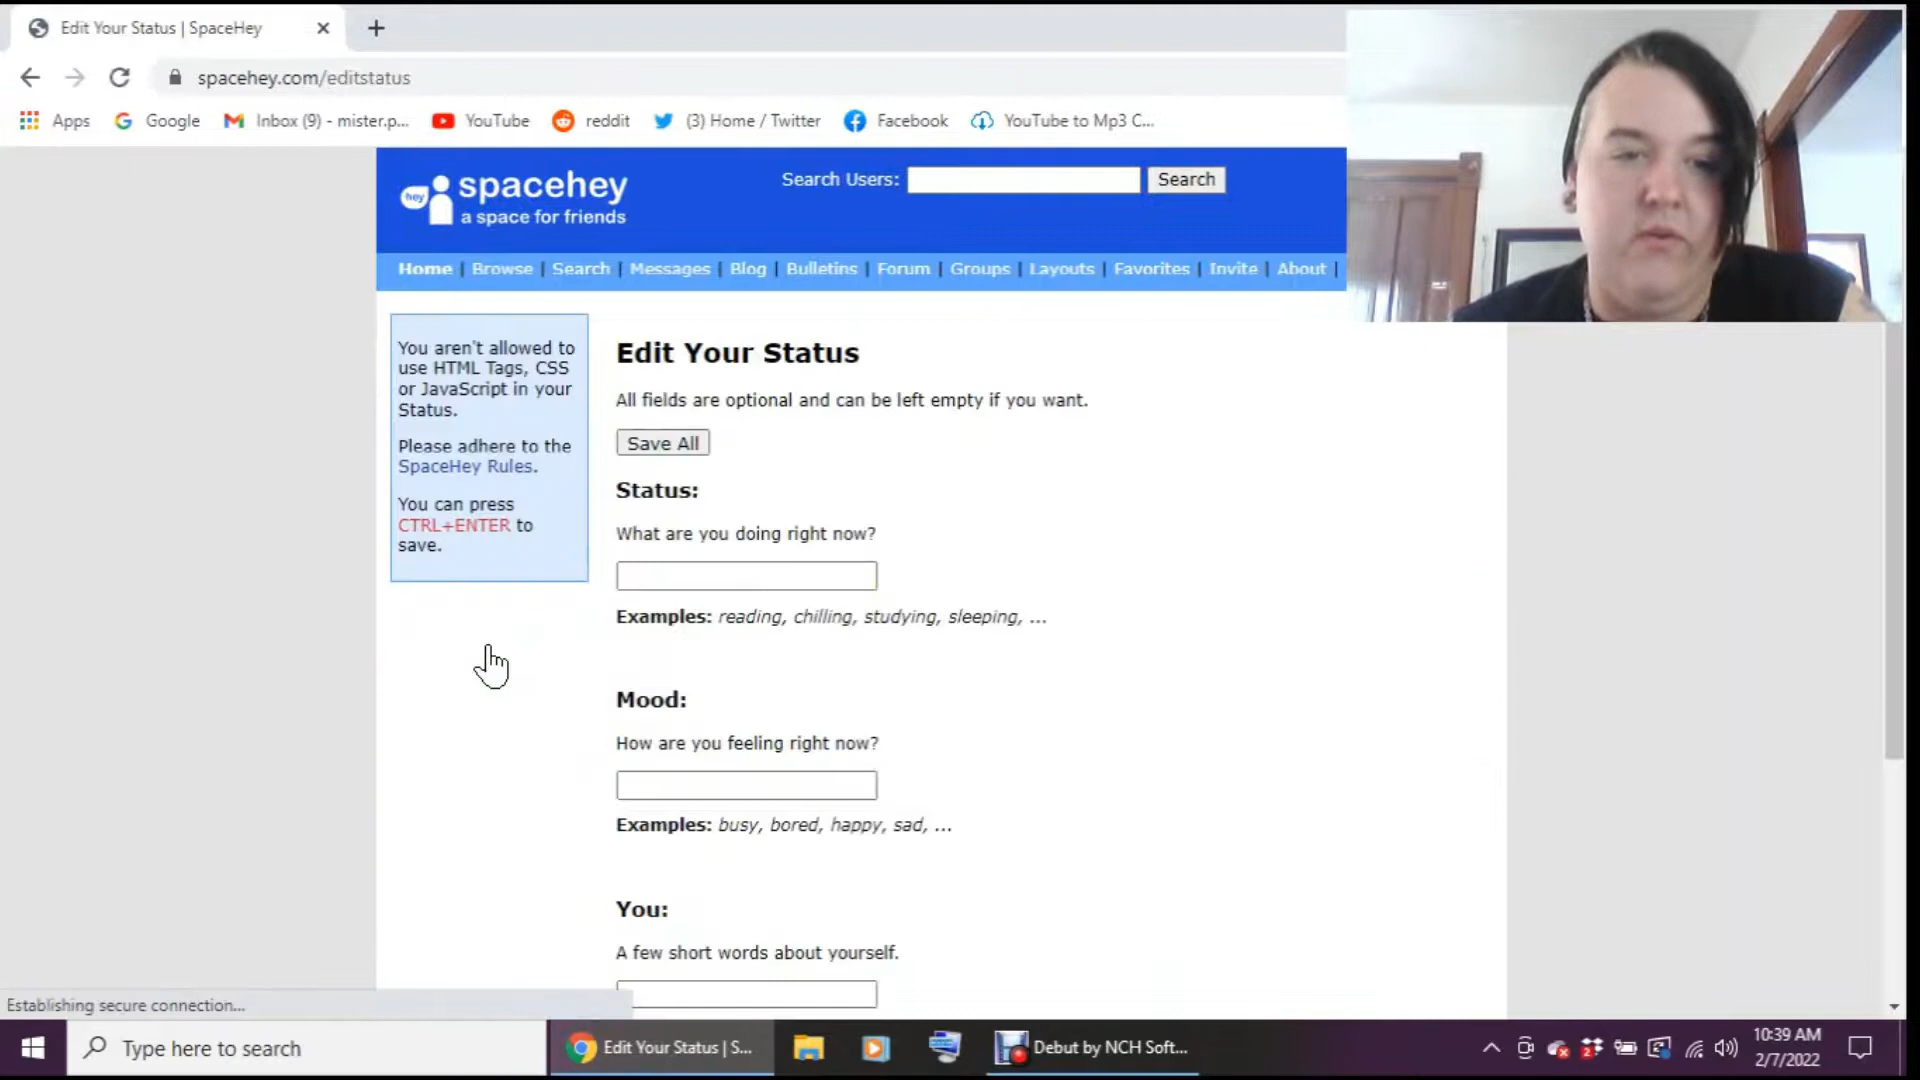 Edit Your Status | SpaceHey
spacehey.com/editstatus
Apps Google Inbox (9) - mister.p... YouTube reddit (3) Home / Twitter Facebook YouTube to Mp3 C...
hey
spacehey
a space for friends
Search Users: Search
Home | Browse | Search | Messages | Blog | Bulletins | Forum | Groups | Layouts | Favorites | Invite | About |
You aren't allowed to
use HTML Tags, CSS
or JavaScript in your
Status.
Please adhere to the
SpaceHey Rules.
You can press
CTRL+ENTER to
save.
Edit Your Status
All fields are optional and can be left empty if you want.
Save All
Status:
What are you doing right now?
Examples: reading, chilling, studying, sleeping, ...
Mood:
How are you feeling right now?
Examples: busy, bored, happy, sad, ...
You:
A few short words about yourself.
Establishing secure connection...
Type here to search
Edit Your Status | S...
Debut by NCH Soft...
2
10:39 AM
2/7/2022